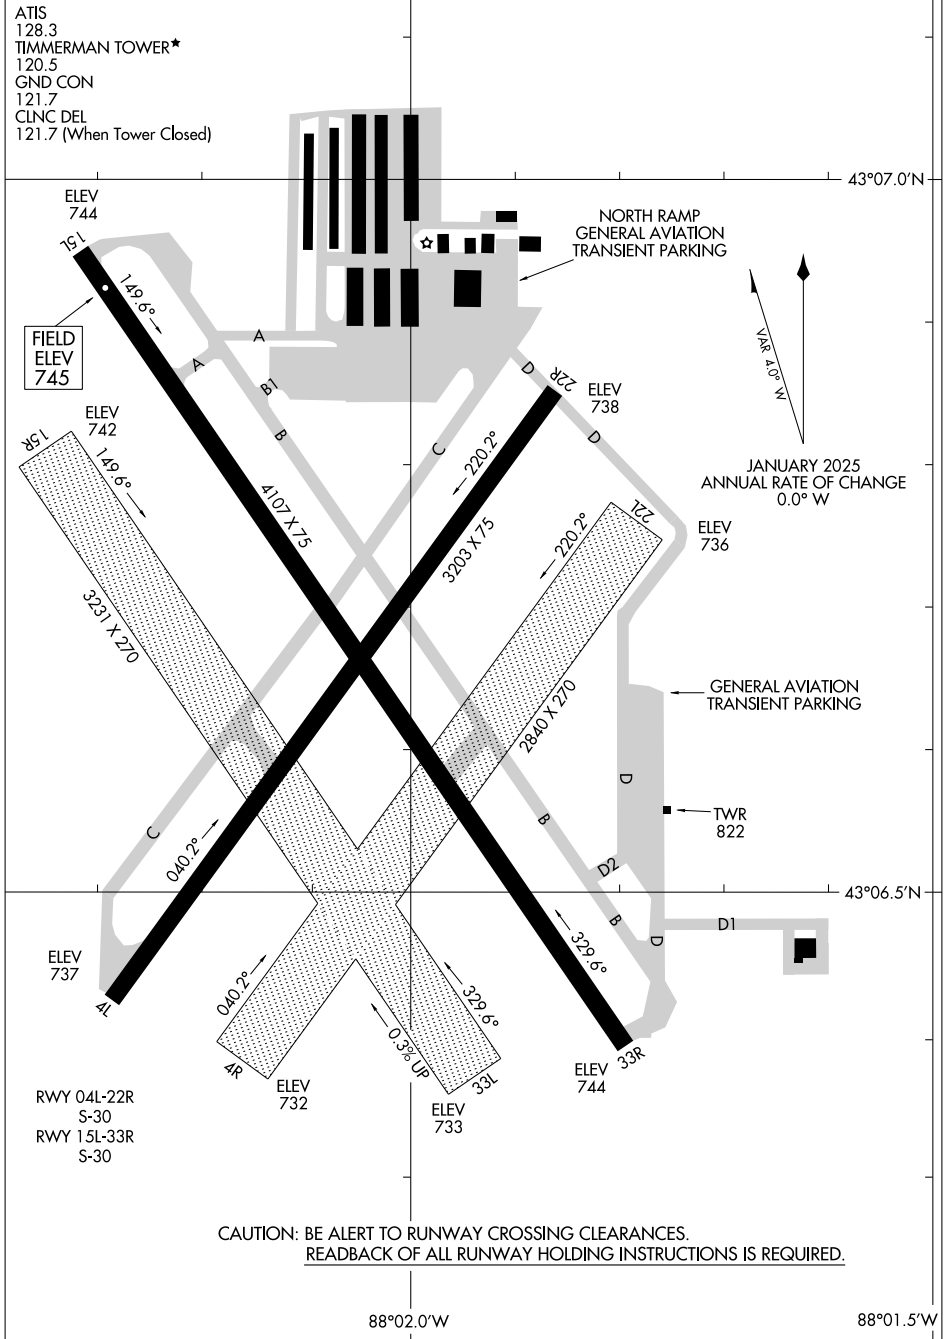 ATIS
128.3
TIMMERMAN TOWER★
120.5
GND CON
121.7
CLNC DEL
121.7 (When Tower Closed)
43°07.0'N
ELEV
744
15L
NORTH RAMP
GENERAL AVIATION
TRANSIENT PARKING
149.6°
FIELD
ELEV
745
A
A
B1
B
VAR 4.0° W
D
22R
ELEV
738
D
ELEV
742
15R
149.6°
C
220.2°
JANUARY 2025
ANNUAL RATE OF CHANGE
0.0° W
4107 X 75
3203 X 75
22L
220.2°
ELEV
736
3231 X 270
GENERAL AVIATION
TRANSIENT PARKING
2840 X 270
D
TWR
822
C
040.2°
B
D2
43°06.5'N
B
D
D1
329.6°
ELEV
737
4L
040.2°
329.6°
0.3% UP
4R
33L
33R
ELEV
744
ELEV
732
ELEV
733
RWY 04L-22R
S-30
RWY 15L-33R
S-30
CAUTION: BE ALERT TO RUNWAY CROSSING CLEARANCES.
READBACK OF ALL RUNWAY HOLDING INSTRUCTIONS IS REQUIRED.
88°02.0'W
88°01.5'W